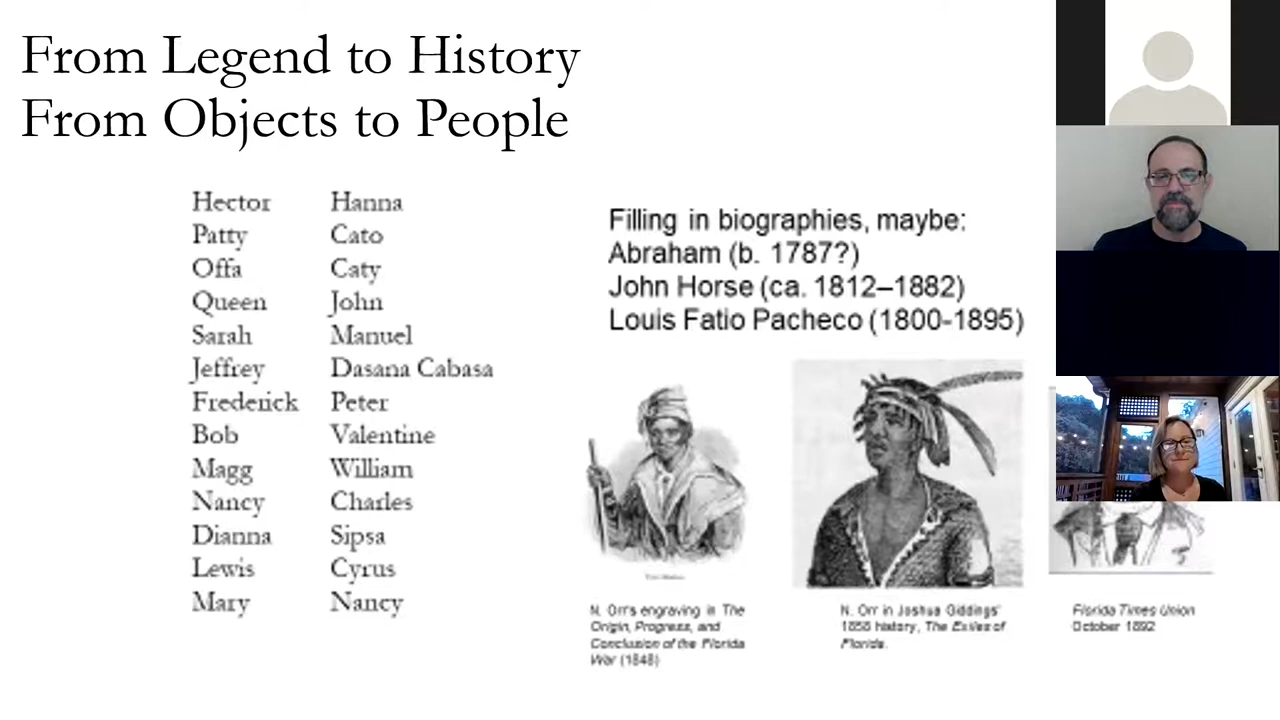 From Legend to History
From Objects to People
Hector
Patty
Offa
Queen
Sarah
Jeffrey
Frederick
Bob
Magg
Nancy
Dianna
Lewis
Mary
Hanna
Cato
Caty
John
Manuel
Dasana Cabasa
Peter
Valentine
William
Charles
Sipsa
Cyrus
Nancy
Filling in biographies, maybe:
Abraham (b. 1787?)
John Horse (ca. 1812–1882)
Louis Fatio Pacheco (1800-1895)
N. Orr's engraving in The
Origin, Progress, and
Conclusion of the Florida
War (1848)
N. Orr in Joshua Giddings'
1858 history, The Exiles of
Florida.
Florida Times Union
October 1892